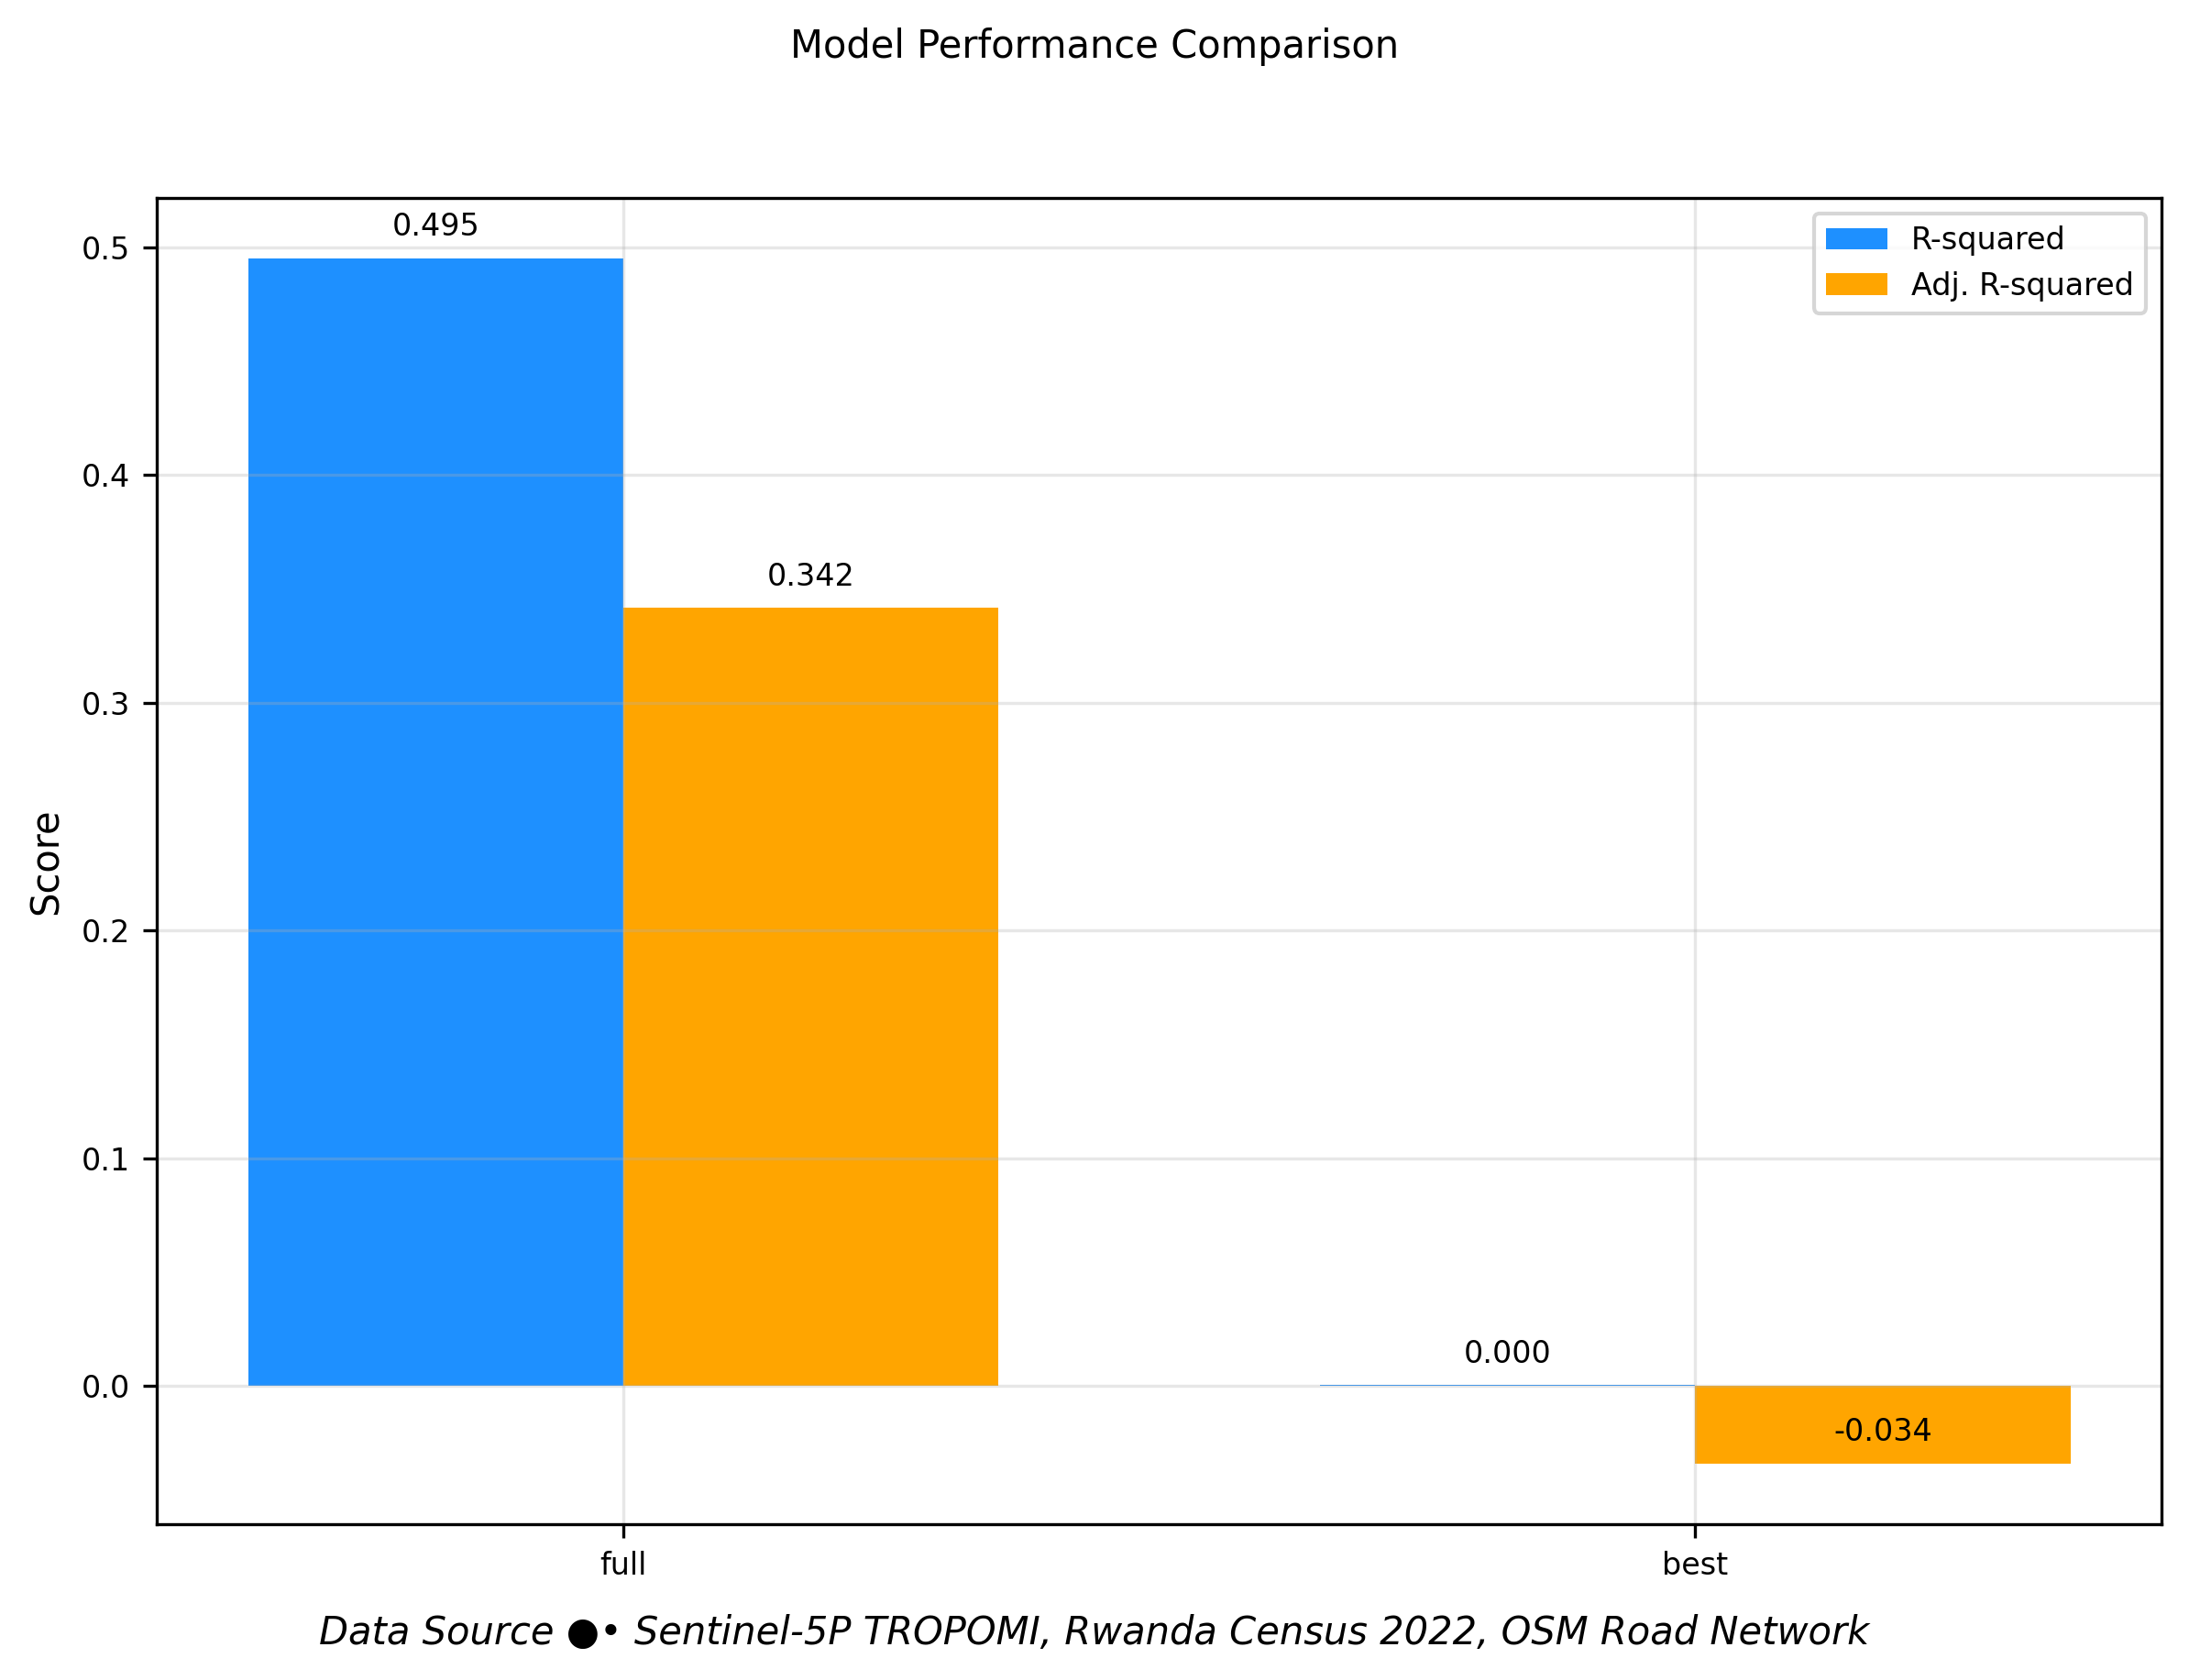 Model Performance Comparison
0.495
0.342
0.000
-0.034
R-squared
Adj. R-squared
Score
0.5
0.4
0.3
0.2
0.1
0.0
full
best
Data Source ●• Sentinel-5P TROPOMI, Rwanda Census 2022, OSM Road Network